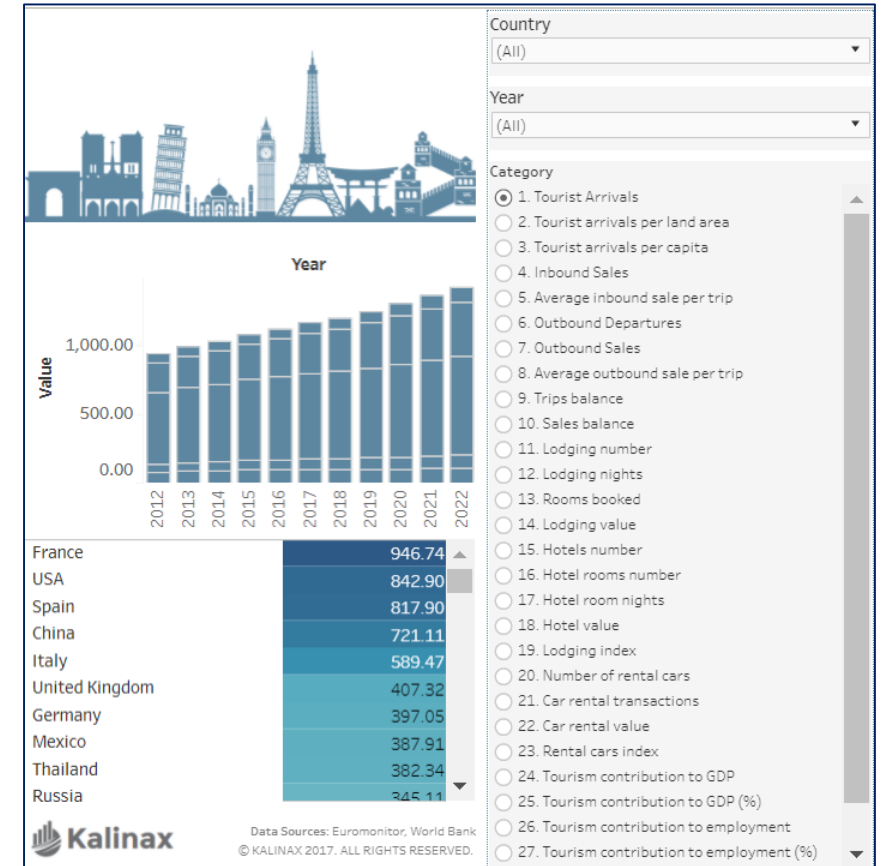 Country
(All)
Year
(All)
Category
1. Tourist Arrivals
2. Tourist arrivals per land area
3. Tourist arrivals per capita
4. Inbound Sales
5. Average inbound sale per trip
6. Outbound Departures
7. Outbound Sales
8. Average outbound sale per trip
9. Trips balance
10. Sales balance
11. Lodging number
12. Lodging nights
13. Rooms booked
14. Lodging value
15. Hotels number
16. Hotel rooms number
17. Hotel room nights
18. Hotel value
19. Lodging index
20. Number of rental cars
21. Car rental transactions
22. Car rental value
23. Rental cars index
24. Tourism contribution to GDP
25. Tourism contribution to GDP (%)
26. Tourism contribution to employment
27. Tourism contribution to employment (%)
Year
Value
1,000.00
500.00
0.00
2012 2013 2014 2015 2016 2017 2018 2019 2020 2021 2022
France 946.74
USA 842.90
Spain 817.90
China 721.11
Italy 589.47
United Kingdom 407.32
Germany 397.05
Mexico 387.91
Thailand 382.34
Russia 345.11
Kalinax
Data Sources: Euromonitor, World Bank
© KALINAX 2017. ALL RIGHTS RESERVED.